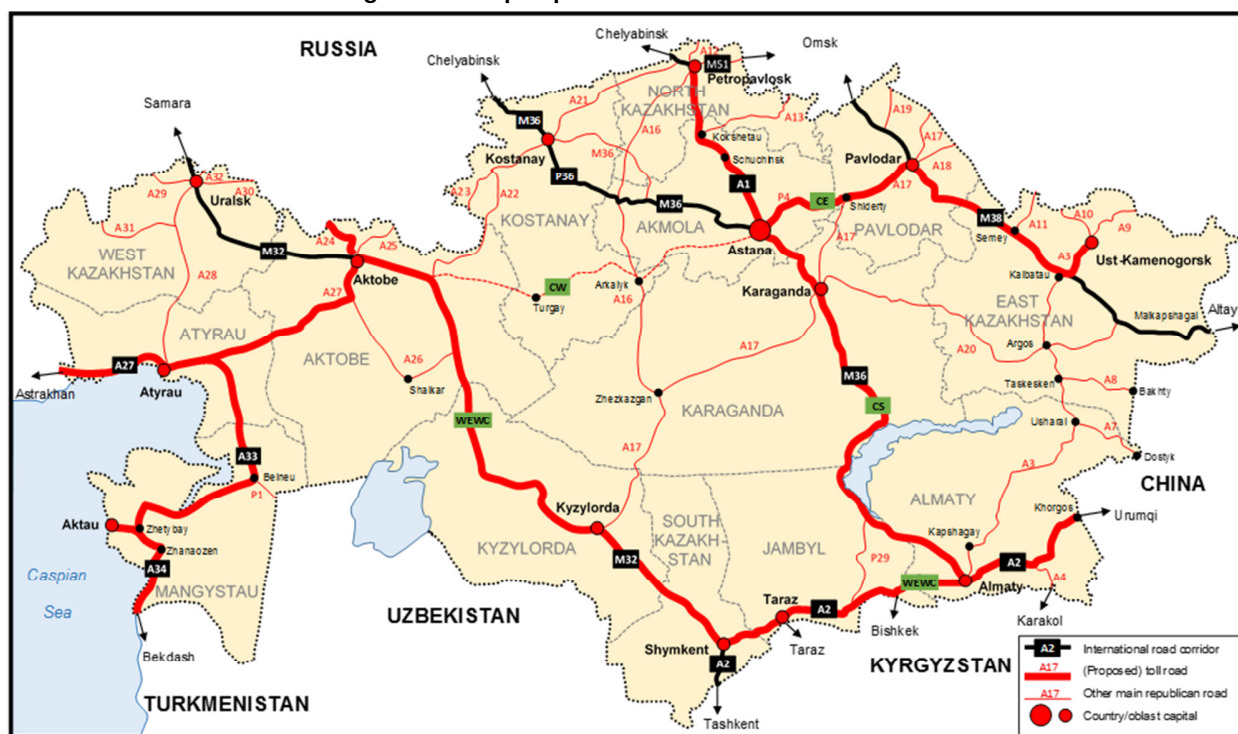 RUSSIA
Chelyabinsk
Omsk
Chelyabinsk
A12
M51
Petropavlosk
Samara
A21
NORTH
KAZAKHSTAN
A13
A19
M36
A16
A17
Kokshetau
Kostanay
M36
Schuchinsk
Pavlodar
A18
A32
A29
A30
Uralsk
P36
A23
A22
A1
P4
CE
A17
Shiderty
M36
KOSTANAY
AKMOLA
PAVLODAR
M38
A11
A10
A9
Semey
A31
A24
A25
Astana
A17
WEST
KAZAKHSTAN
M32
A28
Aktobe
A3
Ust-Kamenogorsk
Kalbatau
CW
Arkalyk
Karaganda
Turgay
A27
A16
EAST
KAZAKHSTAN
Maikapshagai
Altay
ATYRAU
A17
A20
Argos
AKTOBE
A26
A27
Shalkar
M36
Astrakhan
Atyrau
Taskesken
A8
Bakhty
Zhezkazgan
KARAGANDA
CS
WEWC
Usharal
A7
A17
A33
Dostyk
Beineu
P1
A3
CHINA
ALMATY
Kyzylorda
SOUTH
KAZAKH-
STAN
Khorgos
Urumqi
Aktau
Zhetybay
Kapshagay
KYZYLORDA
JAMBYL
Zhanaozen
M32
P29
A2
A34
WEWC
Almaty
A4
Caspian
Sea
MANGYSTAU
Taraz
A2
UZBEKISTAN
Bishkek
Karakol
Shymkent
Taraz
Bekdash
A2
KYRGYZSTAN
TURKMENISTAN
Tashkent
A2 International road corridor
A17 (Proposed) toll road
A17 Other main republican road
Country/oblast capital